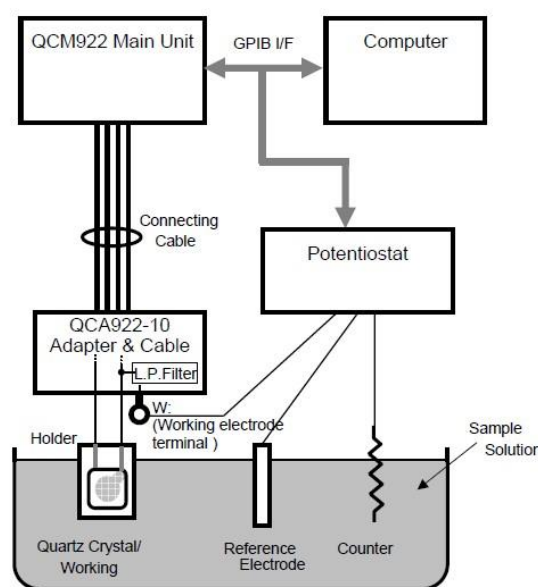 QCM922 Main Unit
GPIB I/F
Computer
Connecting
Cable
Potentiostat
QCA922-10
Adapter & Cable
L.P.Filter
W:
(Working electrode
terminal )
Holder
Sample
Solution
Quartz Crystal/
Working
Reference
Electrode
Counter